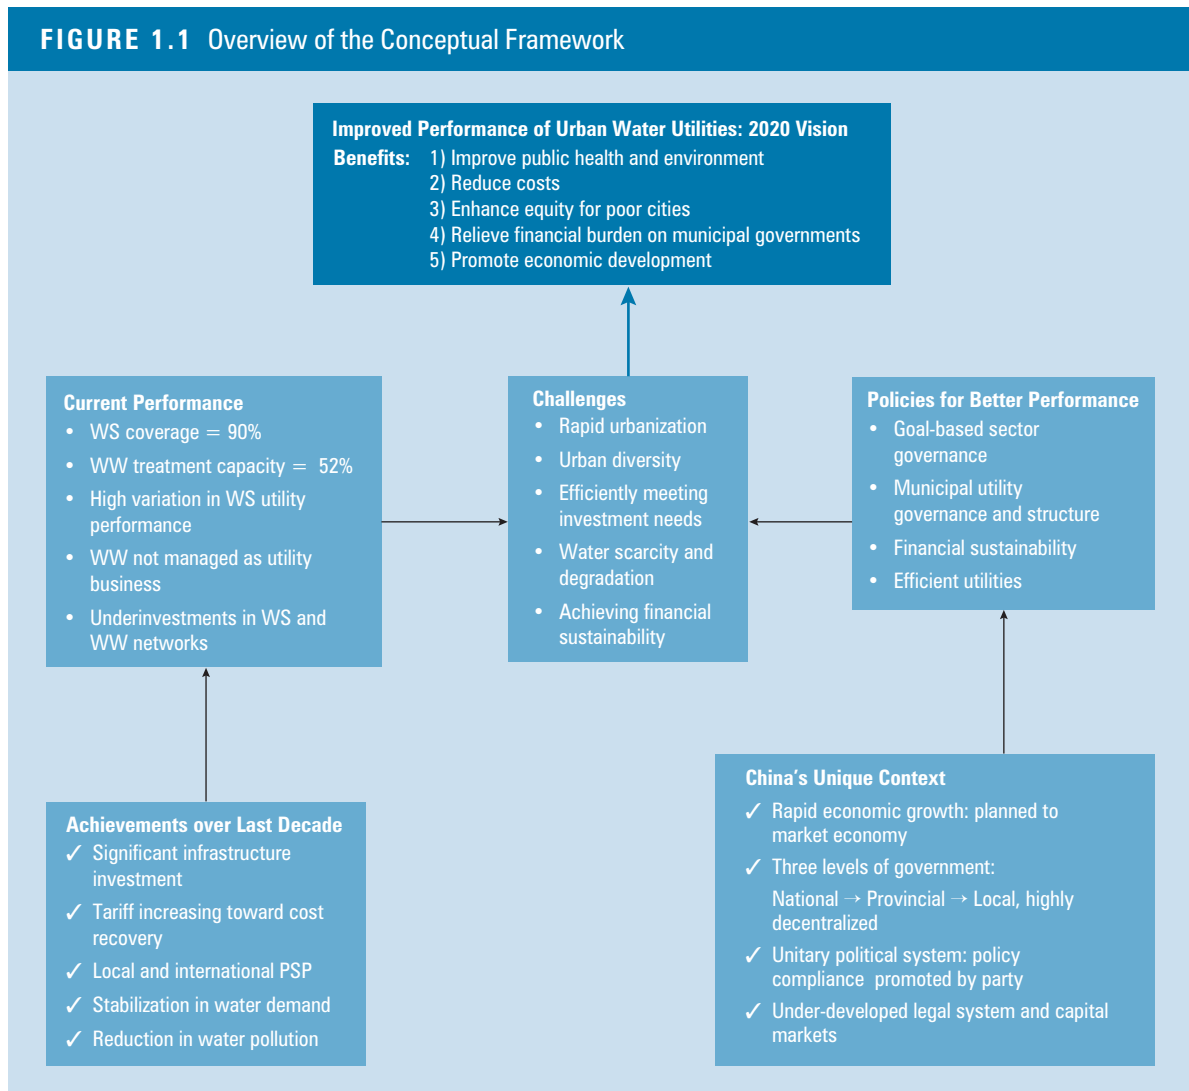 FIGURE 1.1 Overview of the Conceptual Framework
Improved Performance of Urban Water Utilities: 2020 Vision
Benefits: 1) Improve public health and environment
2) Reduce costs
3) Enhance equity for poor cities
4) Relieve financial burden on municipal governments
5) Promote economic development
Current Performance
• WS coverage = 90%
• WW treatment capacity = 52%
• High variation in WS utility
performance
• WW not managed as utility
business
• Underinvestments in WS and
WW networks
Challenges
• Rapid urbanization
• Urban diversity
• Efficiently meeting
investment needs
• Water scarcity and
degradation
• Achieving financial
sustainability
Policies for Better Performance
• Goal-based sector
governance
• Municipal utility
governance and structure
• Financial sustainability
• Efficient utilities
Achievements over Last Decade
✓ Significant infrastructure
investment
✓ Tariff increasing toward cost
recovery
✓ Local and international PSP
✓ Stabilization in water demand
✓ Reduction in water pollution
China's Unique Context
✓ Rapid economic growth: planned to
market economy
✓ Three levels of government:
National → Provincial → Local, highly
decentralized
✓ Unitary political system: policy
compliance promoted by party
✓ Under-developed legal system and capital
markets